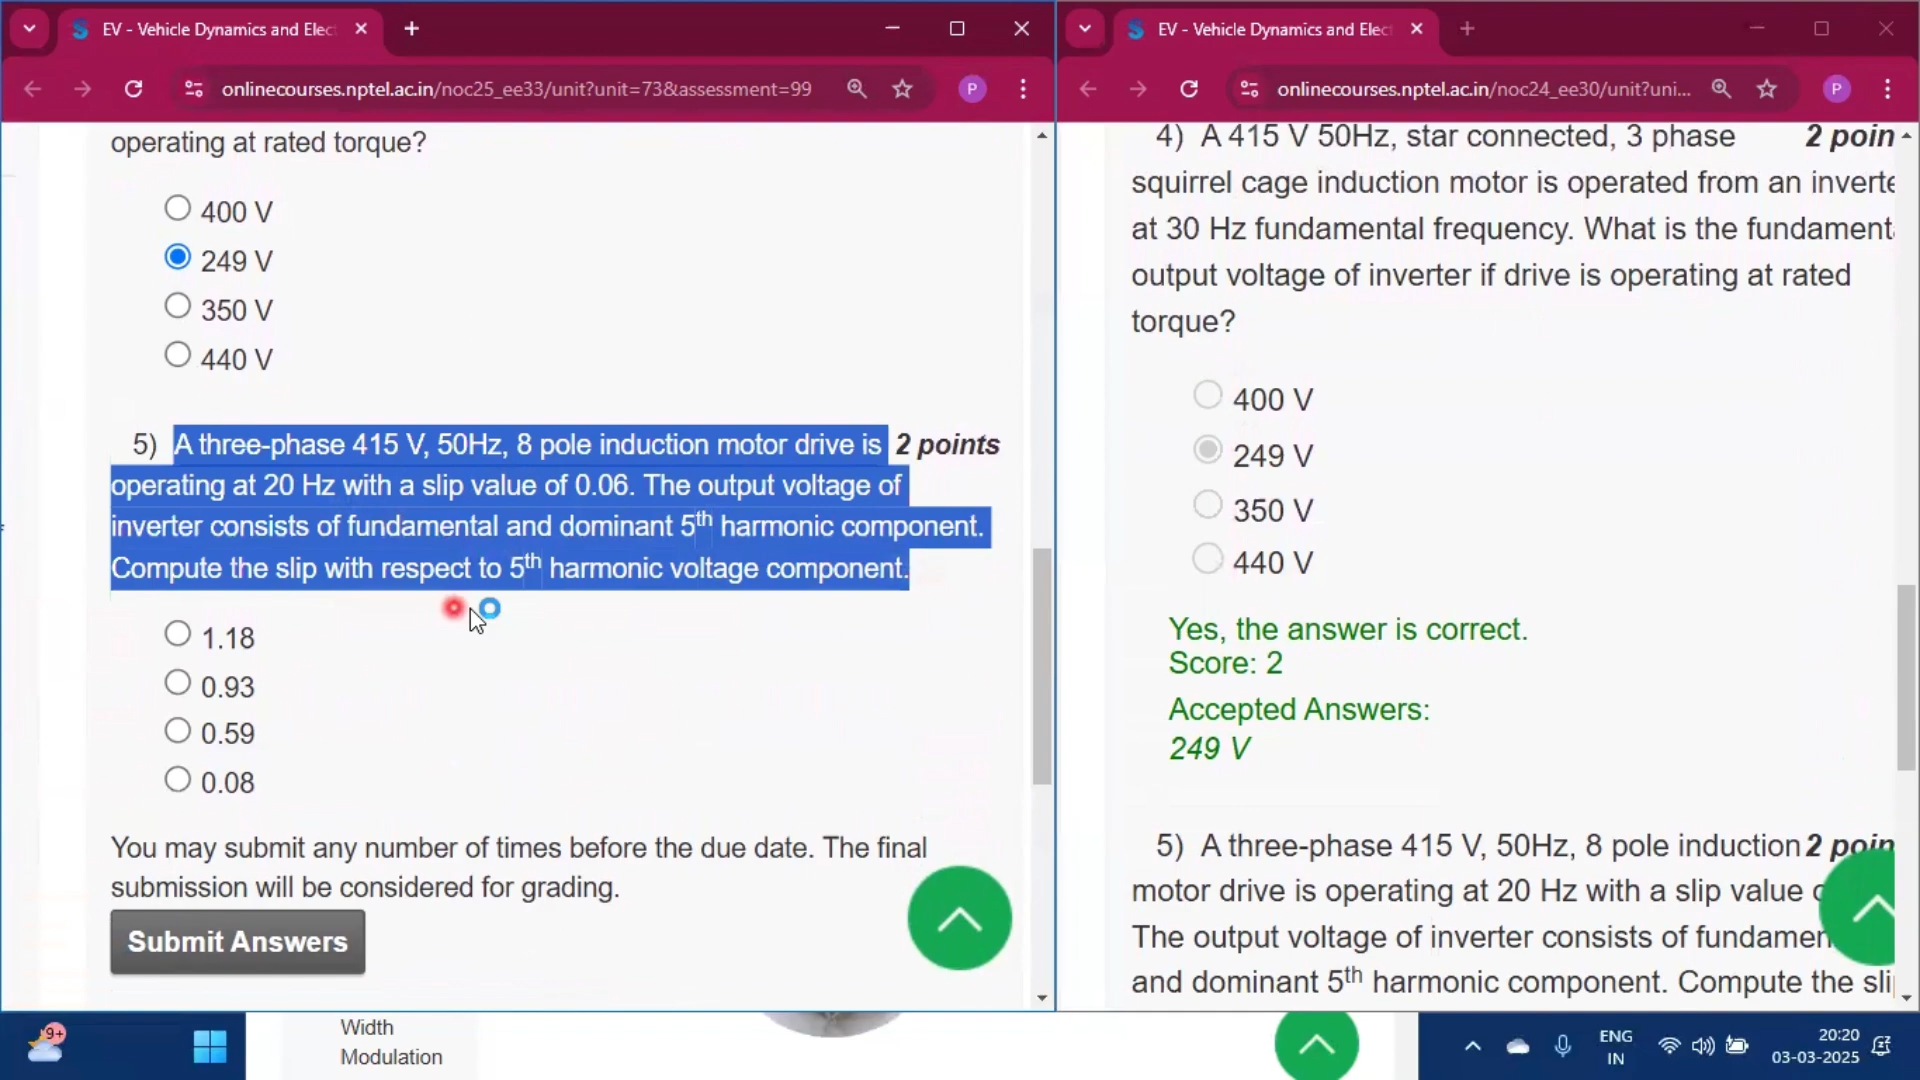 EV - Vehicle Dynamics and Elec
onlinecourses.nptel.ac.in/noc25_ee33/unit?unit=73&assessment=99
P
operating at rated torque?
400 V
249 V
350 V
440 V
5) A three-phase 415 V, 50Hz, 8 pole induction motor drive is 2 points
operating at 20 Hz with a slip value of 0.06. The output voltage of
inverter consists of fundamental and dominant 5th harmonic component.
Compute the slip with respect to 5th harmonic voltage component.
1.18
0.93
0.59
0.08
You may submit any number of times before the due date. The final
submission will be considered for grading.
Submit Answers
EV - Vehicle Dynamics and Elec
onlinecourses.nptel.ac.in/noc24_ee30/unit?uni...
P
4) A 415 V 50Hz, star connected, 3 phase 2 poin
squirrel cage induction motor is operated from an inverte
at 30 Hz fundamental frequency. What is the fundament
output voltage of inverter if drive is operating at rated
torque?
400 V
249 V
350 V
440 V
Yes, the answer is correct.
Score: 2
Accepted Answers:
249 V
5) A three-phase 415 V, 50Hz, 8 pole induction 2 poin
motor drive is operating at 20 Hz with a slip value
The output voltage of inverter consists of fundamen
and dominant 5th harmonic component. Compute the sli
9+
Width
Modulation
ENG
IN
20:20
03-03-2025